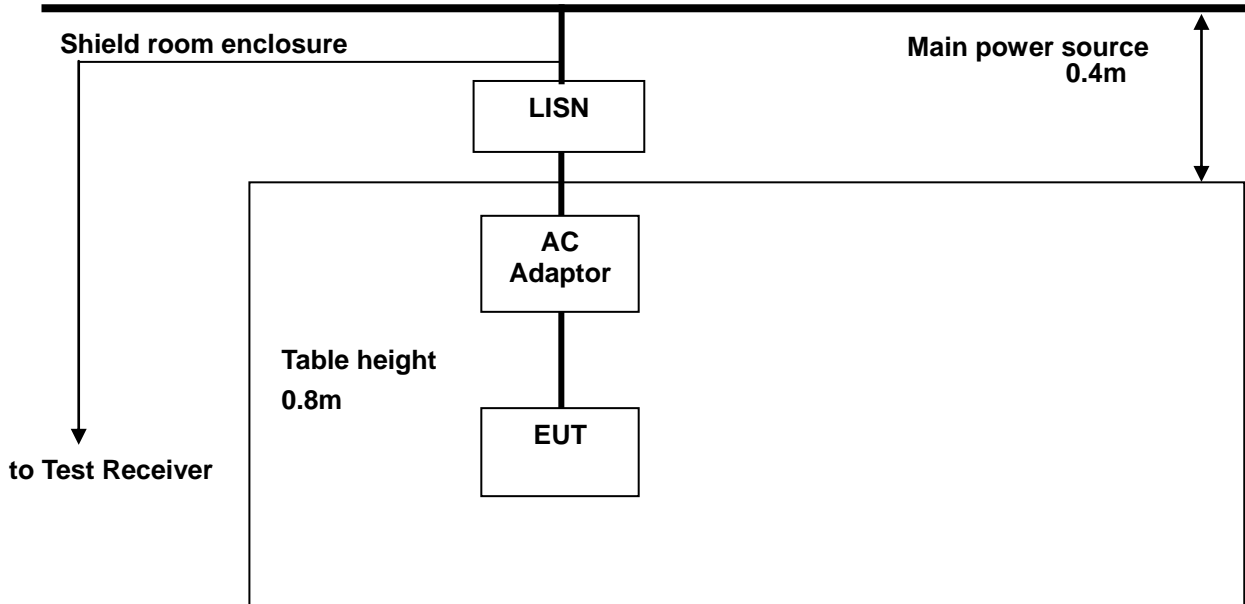 Shield room enclosure
Main power source
0.4m
LISN
AC
Adaptor
Table height
0.8m
EUT
to Test Receiver